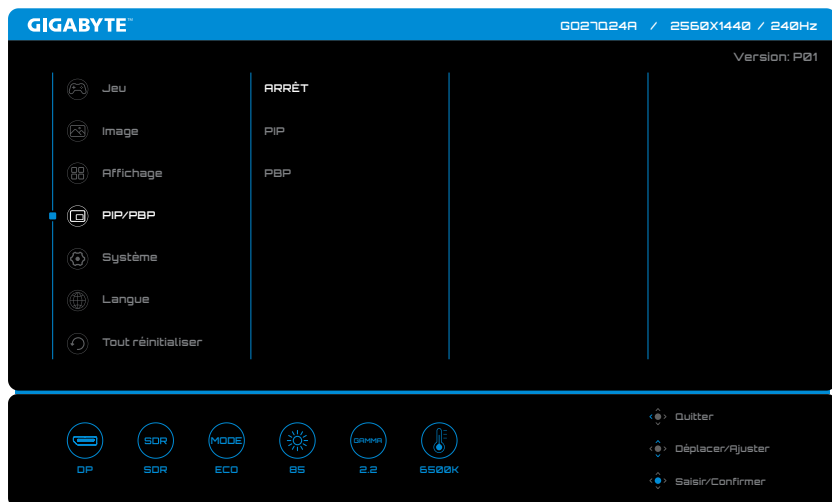 GIGABYTE™
GO27Q24A / 2560X1440 / 240Hz
Version: P01
Jeu
Image
Affichage
PIP/PBP
Système
Langue
Tout réinitialiser
ARRÊT
PIP
PBP
SDR
MODE
GAMMA
DP
SDR
ECO
85
2.2
6500K
Quitter
Déplacer/Ajuster
Saisir/Confirmer